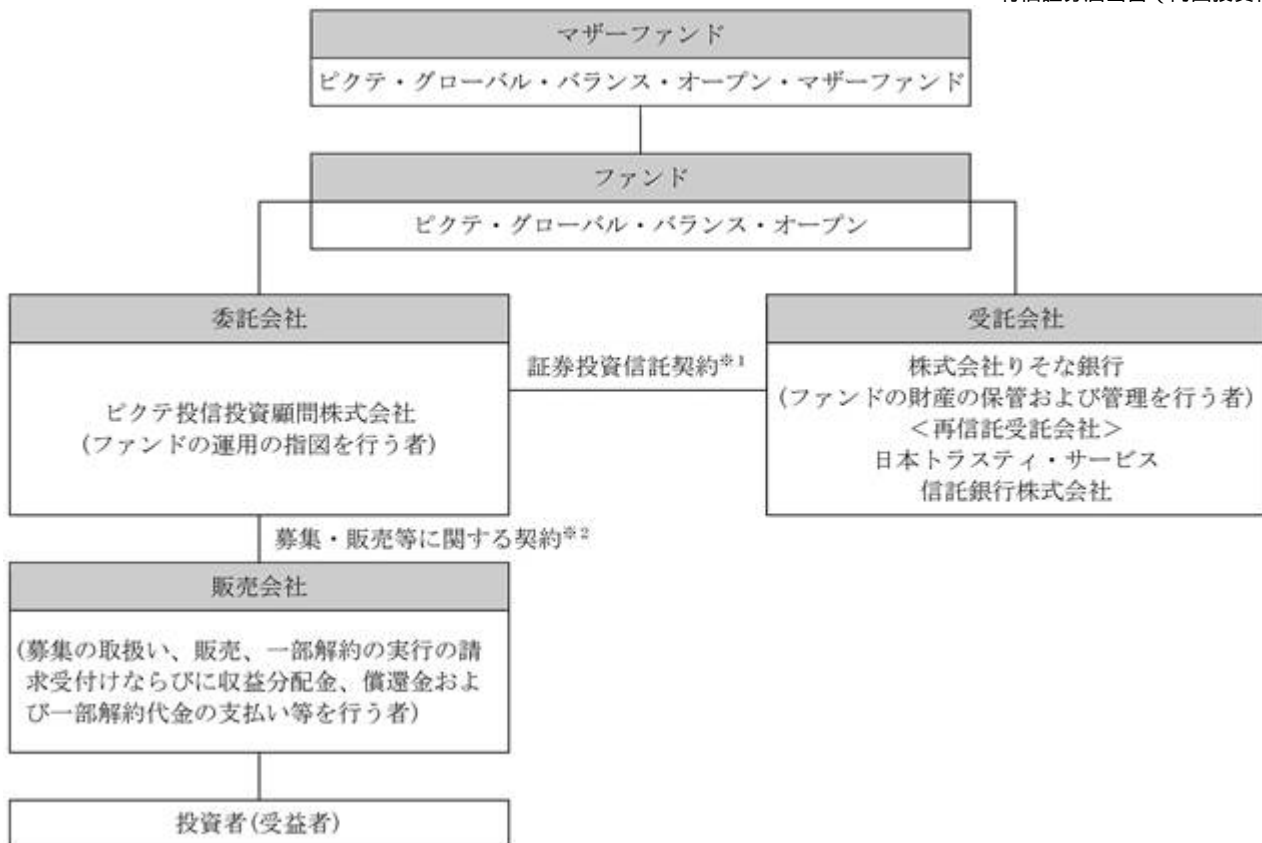 マザーファンド
ピクテ・グローバル・バランス・オープン・マザーファンド
ファンド
ピクテ・グローバル・バランス・オープン
委託会社
ピクテ投信投資顧問株式会社
(ファンドの運用の指図を行う者)
証券投資信託契約※1
受託会社
株式会社りそな銀行
(ファンドの財産の保管および管理を行う者)
＜再信託受託会社＞
日本トラスティ・サービス
信託銀行株式会社
募集・販売等に関する契約※2
販売会社
(募集の取扱い、販売、一部解約の実行の請
求受付けならびに収益分配金、償還金およ
び一部解約代金の支払い等を行う者)
投資者(受益者)